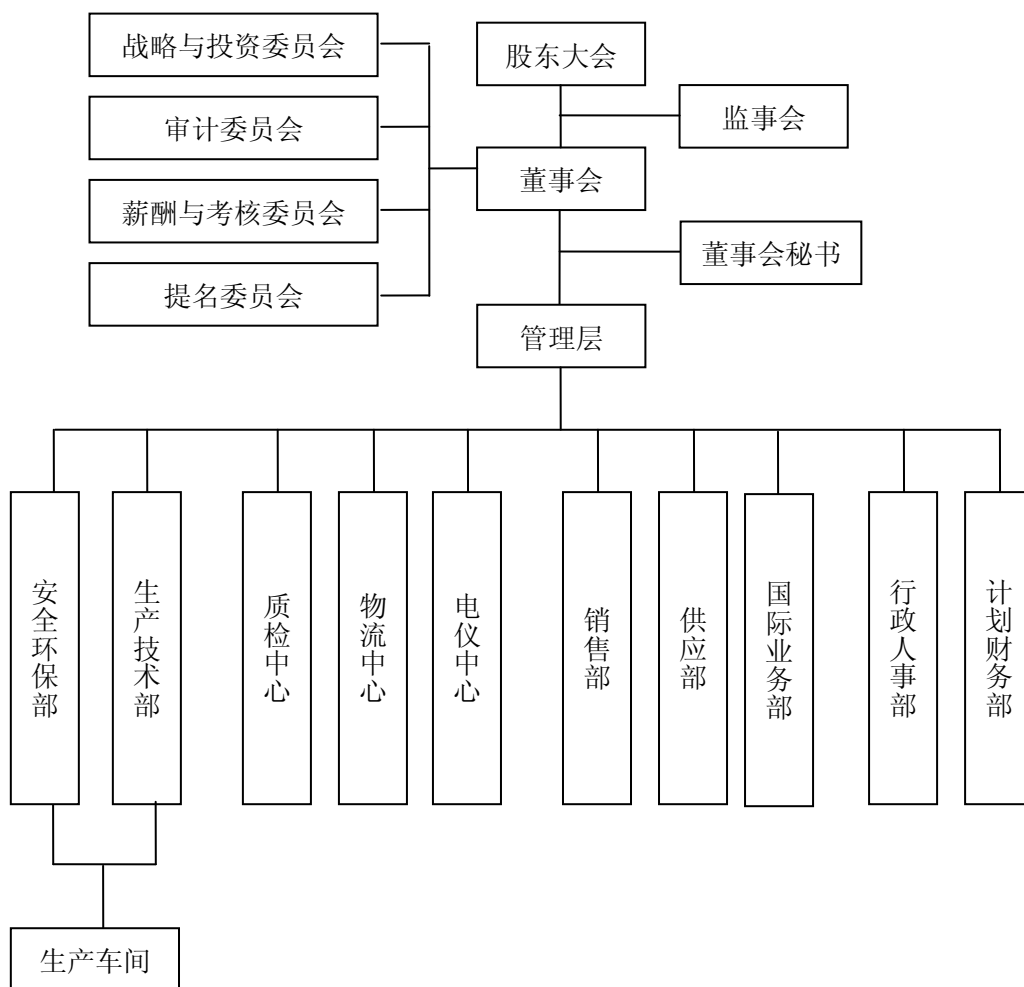 战略与投资委员会
股东大会
审计委员会
监事会
董事会
薪酬与考核委员会
董事会秘书
提名委员会
管理层
安全环保部
生产技术部
质检中心
物流中心
电仪中心
销售部
供应部
国际业务部
行政人事部
计划财务部
生产车间